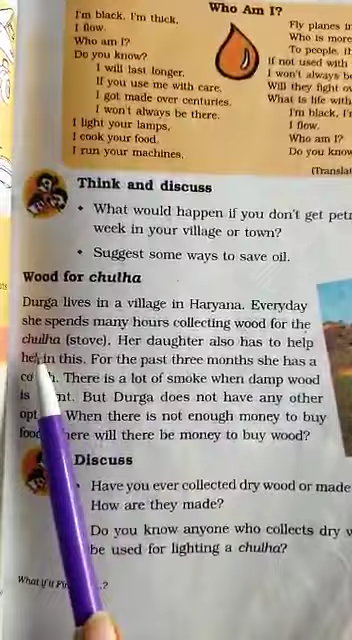 Who Am I?
I'm black, I'm thick,
I flow.
Who am I?
Do you know?
I will last longer,
If you use me with care,
I got made over centuries,
I won't always be there.
I light your lamps,
I cook your food,
I run your machines,
Fly planes in
Who is more
To people, th
If not used with
I won't always be
Will they fight ov
What is life with
I'm black, I'm
I flow.
Who am I?
Do you know
(Translat
Think and discuss
• What would happen if you don't get petr
week in your village or town?
• Suggest some ways to save oil.
Wood for chulha
Durga lives in a village in Haryana. Everyday
she spends many hours collecting wood for the
chulha (stove). Her daughter also has to help
in this. For the past three months she has a
There is a lot of smoke when damp wood
is But Durga does not have any other
opt When there is not enough money to buy
food here will there be money to buy wood?
Discuss
• Have you ever collected dry wood or made
How are they made?
Do you know anyone who collects dry w
be used for lighting a chulha?
What if it Fin ..?